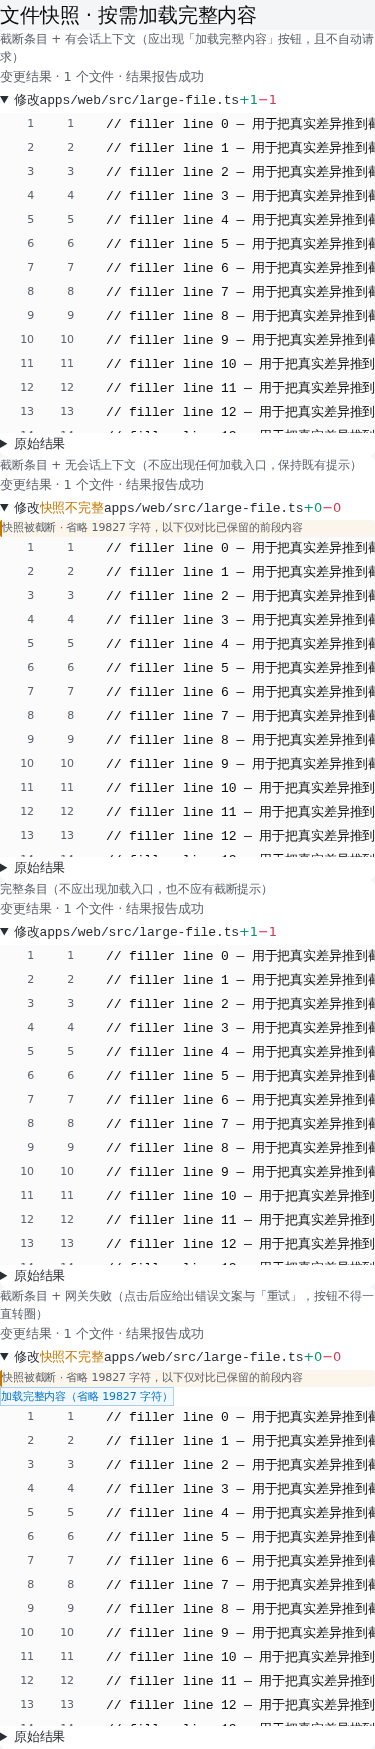 文件快照 · 按需加载完整内容
截断条目 + 有会话上下文（应出现「加载完整内容」按钮，且不自动请
求）
变更结果 · 1 个文件 · 结果报告成功
▼ 修改apps/web/src/large-file.ts+1−1
1 1 // filler line 0 — 用于把真实差异推到截
2 2 // filler line 1 — 用于把真实差异推到截
3 3 // filler line 2 — 用于把真实差异推到截
4 4 // filler line 3 — 用于把真实差异推到截
5 5 // filler line 4 — 用于把真实差异推到截
6 6 // filler line 5 — 用于把真实差异推到截
7 7 // filler line 6 — 用于把真实差异推到截
8 8 // filler line 7 — 用于把真实差异推到截
9 9 // filler line 8 — 用于把真实差异推到截
10 10 // filler line 9 — 用于把真实差异推到截
11 11 // filler line 10 — 用于把真实差异推到
12 12 // filler line 11 — 用于把真实差异推到
13 13 // filler line 12 — 用于把真实差异推到
▶ 原始结果
截断条目 + 无会话上下文（不应出现任何加载入口，保持既有提示）
变更结果 · 1 个文件 · 结果报告成功
▼ 修改快照不完整apps/web/src/large-file.ts+0−0
快照被截断 · 省略 19827 字符，以下仅对比已保留的前段内容
1 1 // filler line 0 — 用于把真实差异推到截
2 2 // filler line 1 — 用于把真实差异推到截
3 3 // filler line 2 — 用于把真实差异推到截
4 4 // filler line 3 — 用于把真实差异推到截
5 5 // filler line 4 — 用于把真实差异推到截
6 6 // filler line 5 — 用于把真实差异推到截
7 7 // filler line 6 — 用于把真实差异推到截
8 8 // filler line 7 — 用于把真实差异推到截
9 9 // filler line 8 — 用于把真实差异推到截
10 10 // filler line 9 — 用于把真实差异推到截
11 11 // filler line 10 — 用于把真实差异推到
12 12 // filler line 11 — 用于把真实差异推到
13 13 // filler line 12 — 用于把真实差异推到
▶ 原始结果
完整条目（不应出现加载入口，也不应有截断提示）
变更结果 · 1 个文件 · 结果报告成功
▼ 修改apps/web/src/large-file.ts+1−1
1 1 // filler line 0 — 用于把真实差异推到截
2 2 // filler line 1 — 用于把真实差异推到截
3 3 // filler line 2 — 用于把真实差异推到截
4 4 // filler line 3 — 用于把真实差异推到截
5 5 // filler line 4 — 用于把真实差异推到截
6 6 // filler line 5 — 用于把真实差异推到截
7 7 // filler line 6 — 用于把真实差异推到截
8 8 // filler line 7 — 用于把真实差异推到截
9 9 // filler line 8 — 用于把真实差异推到截
10 10 // filler line 9 — 用于把真实差异推到截
11 11 // filler line 10 — 用于把真实差异推到
12 12 // filler line 11 — 用于把真实差异推到
13 13 // filler line 12 — 用于把真实差异推到
▶ 原始结果
截断条目 + 网关失败（点击后应给出错误文案与「重试」，按钮不得一
直转圈）
变更结果 · 1 个文件 · 结果报告成功
▼ 修改快照不完整apps/web/src/large-file.ts+0−0
快照被截断 · 省略 19827 字符，以下仅对比已保留的前段内容
加载完整内容（省略 19827 字符）
1 1 // filler line 0 — 用于把真实差异推到截
2 2 // filler line 1 — 用于把真实差异推到截
3 3 // filler line 2 — 用于把真实差异推到截
4 4 // filler line 3 — 用于把真实差异推到截
5 5 // filler line 4 — 用于把真实差异推到截
6 6 // filler line 5 — 用于把真实差异推到截
7 7 // filler line 6 — 用于把真实差异推到截
8 8 // filler line 7 — 用于把真实差异推到截
9 9 // filler line 8 — 用于把真实差异推到截
10 10 // filler line 9 — 用于把真实差异推到截
11 11 // filler line 10 — 用于把真实差异推到
12 12 // filler line 11 — 用于把真实差异推到
13 13 // filler line 12 — 用于把真实差异推到
▶ 原始结果